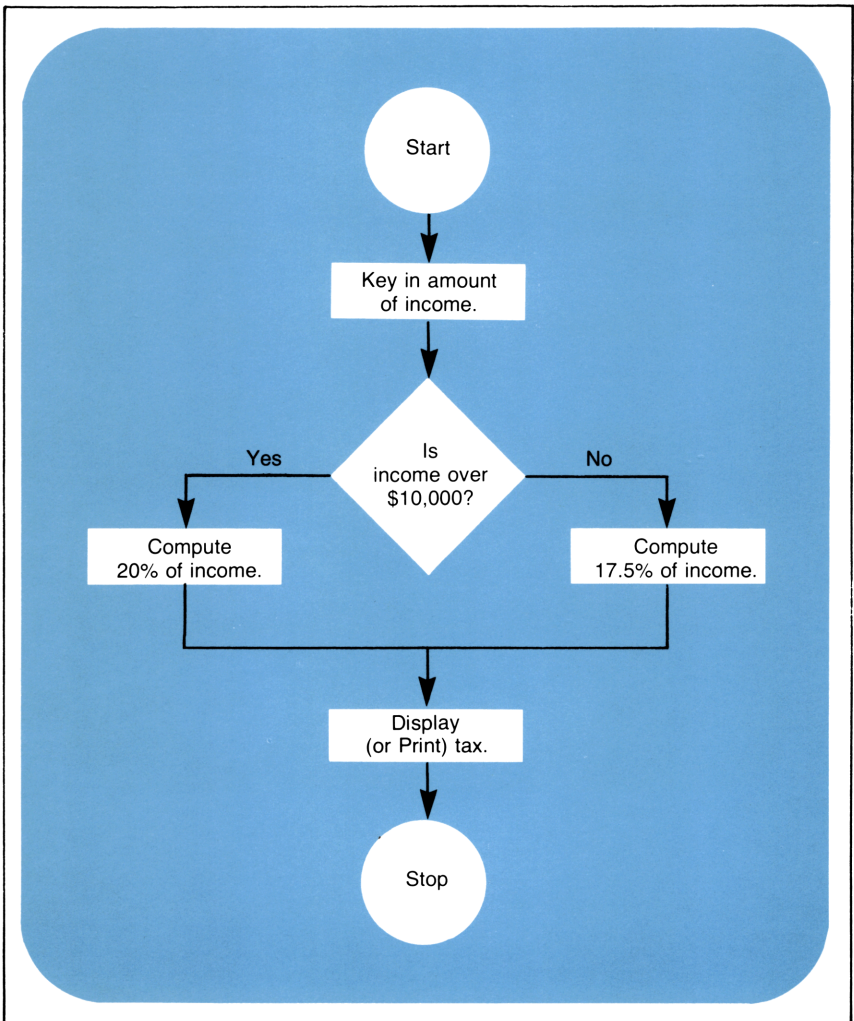 Start
Key in amount
of income.
Is
income over
$10,000?
Yes
No
Compute
20% of income.
Compute
17.5% of income.
Display
(or Print) tax.
Stop